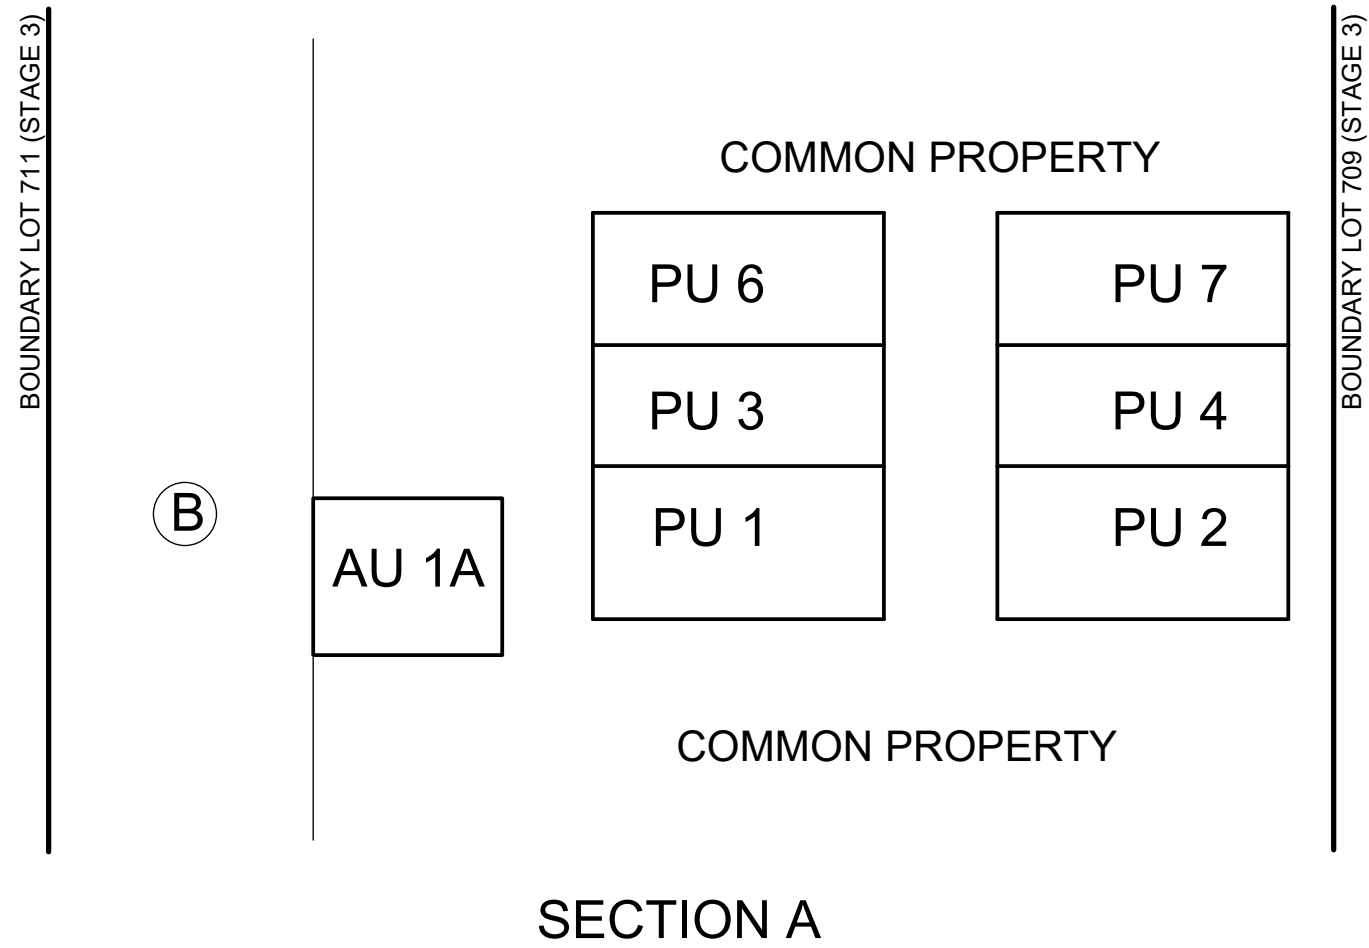 BOUNDARY LOT 711 (STAGE 3)
BOUNDARY LOT 709 (STAGE 3)
COMMON PROPERTY
PU 6
PU 7
PU 3
PU 4
B
PU 1
PU 2
AU 1A
COMMON PROPERTY
SECTION A